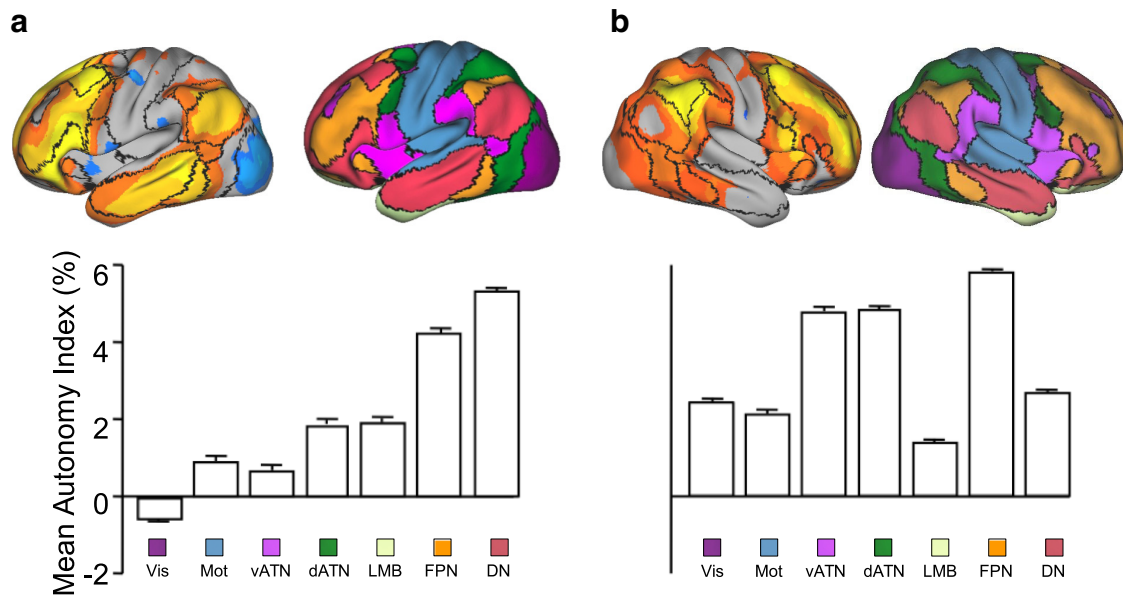 a
b
Mean Autonomy Index (%)
6
4
2
0
-2
Vis Mot vATN dATN LMB FPN DN
Vis Mot vATN dATN LMB FPN DN